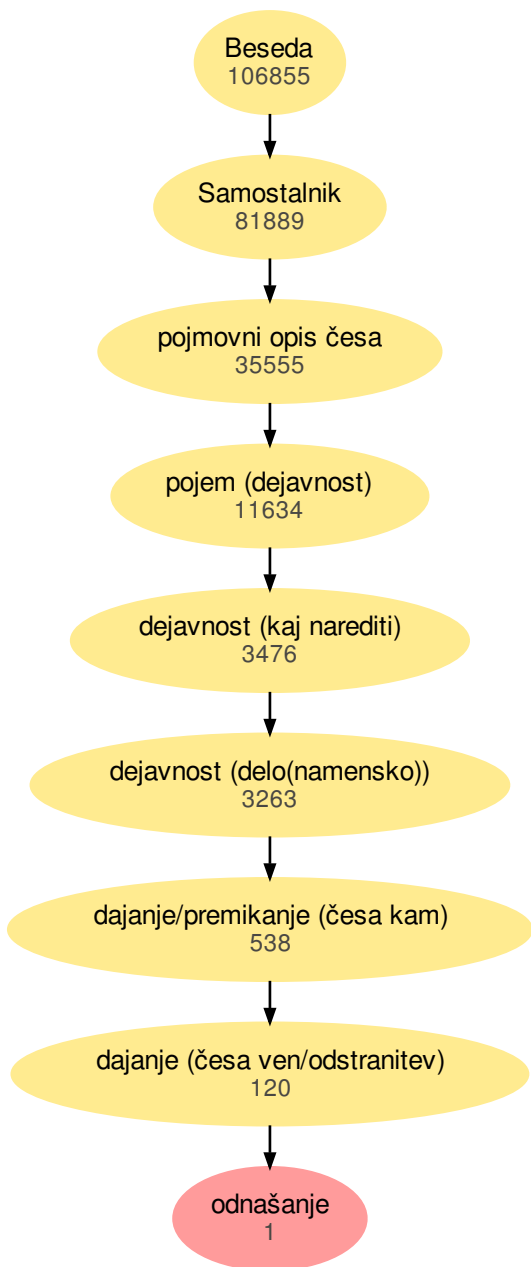 Beseda
106855
Samostalnik
81889
pojmovni opis česa
35555
pojem (dejavnost)
11634
dejavnost (kaj narediti)
3476
dejavnost (delo(namensko))
3263
dajanje/premikanje (česa kam)
538
dajanje (česa ven/odstranitev)
120
odnašanje
1